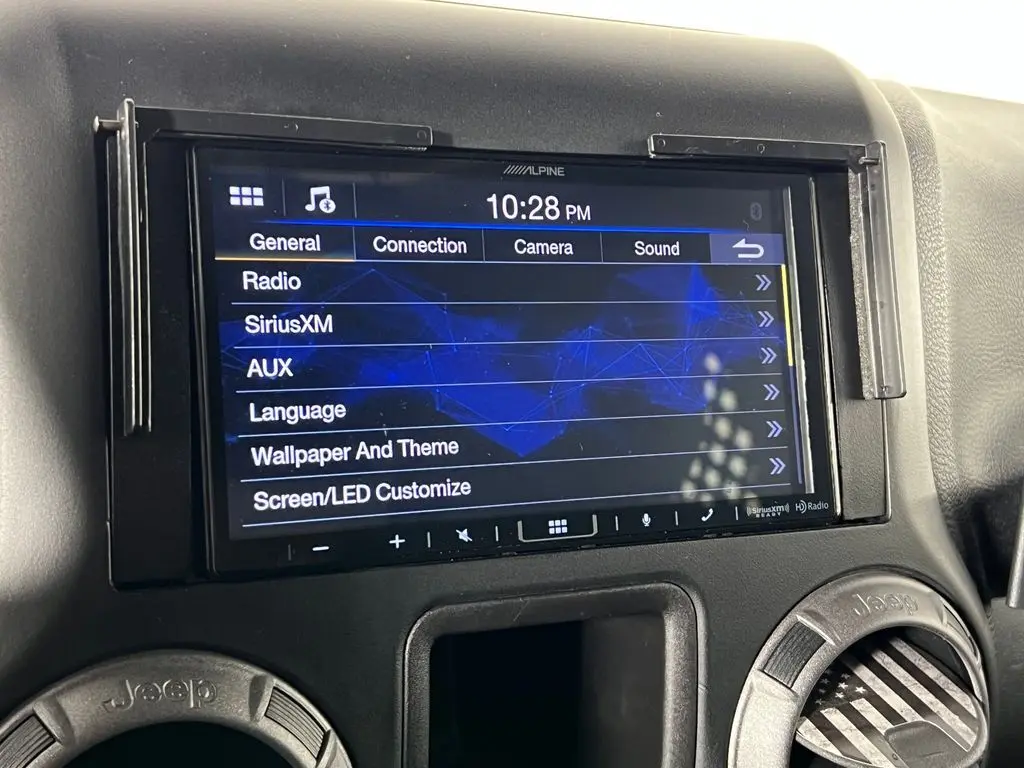 ALPINE
10:28 PM
General Connection Camera Sound
Radio
SiriusXM
AUX
Language
Wallpaper And Theme
Screen/LED Customize
SiriusXM READY HD Radio
Jeep
Jeep